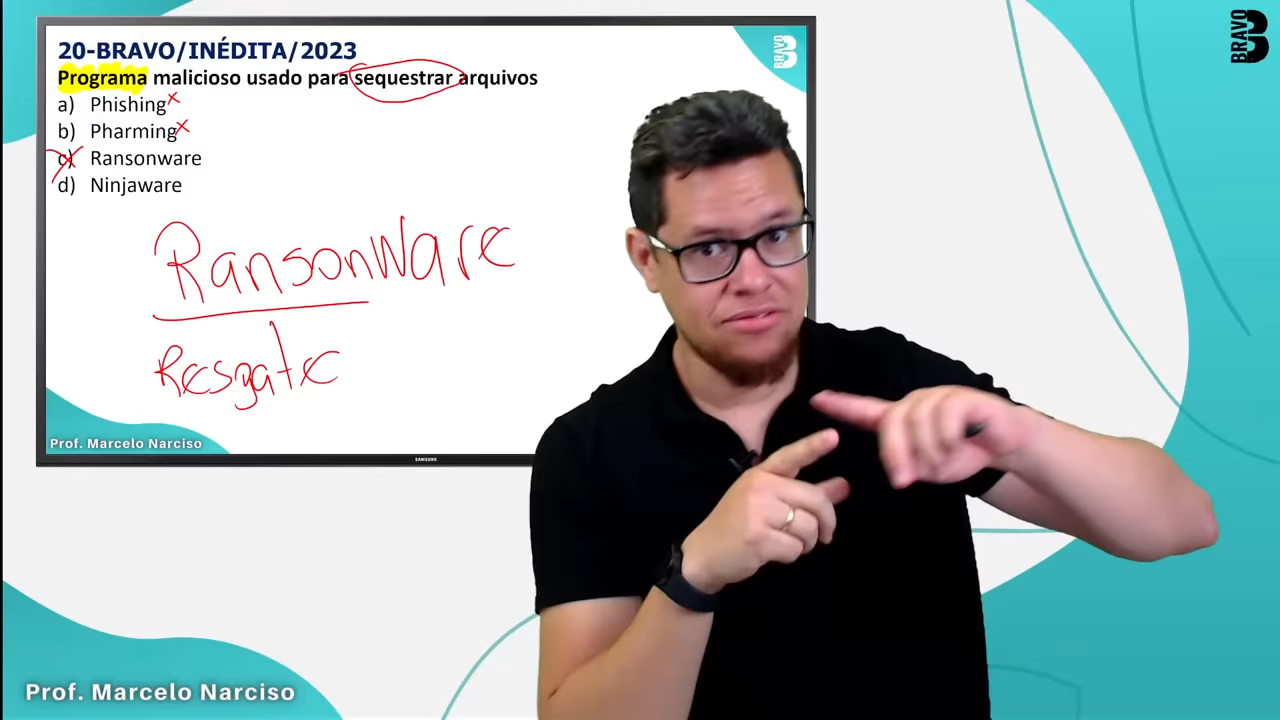 20-BRAVO/INÉDITA/2023
Programa malicioso usado para sequestrar arquivos
a) Phishing x
b) Pharming x
c) Ransonware
d) Ninjaware
RansonWare
Resgate
Prof. Marcelo Narciso
SAMSUNG
BRAVO
BRAVO
Prof. Marcelo Narciso